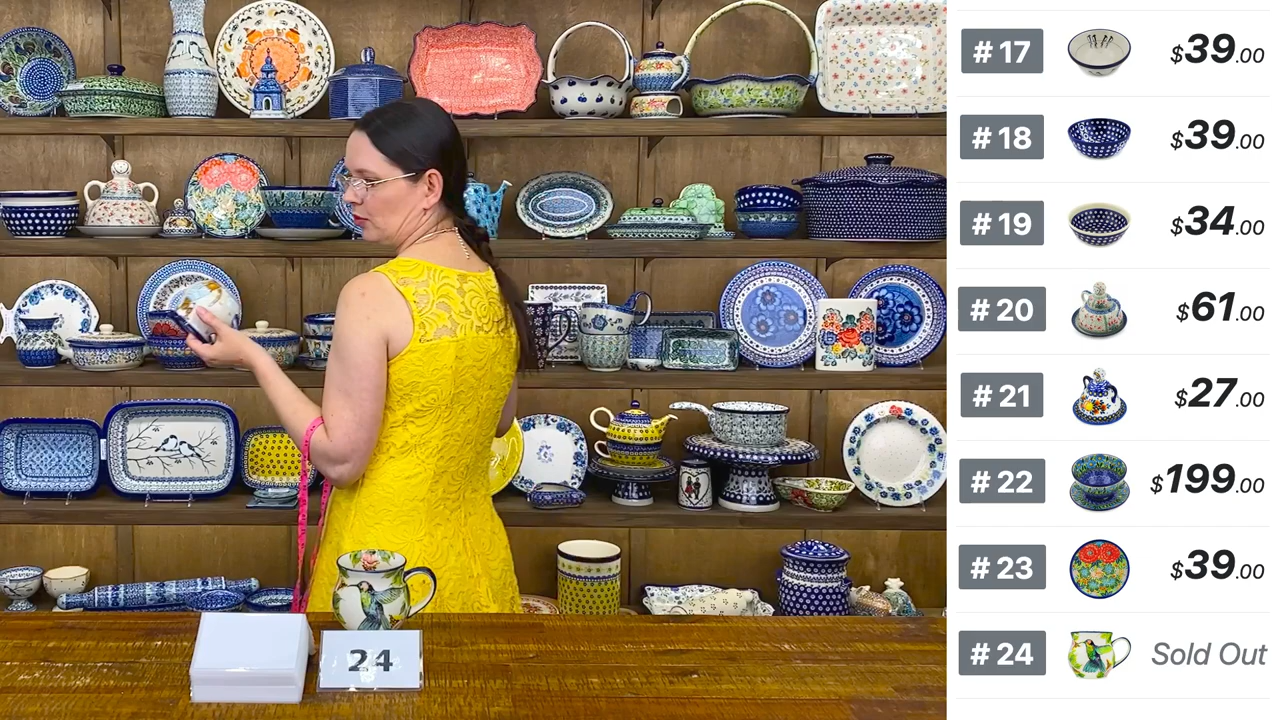 24
# 17 $39.00
# 18 $39.00
# 19 $34.00
# 20 $61.00
# 21 $27.00
# 22 $199.00
# 23 $39.00
# 24 Sold Out